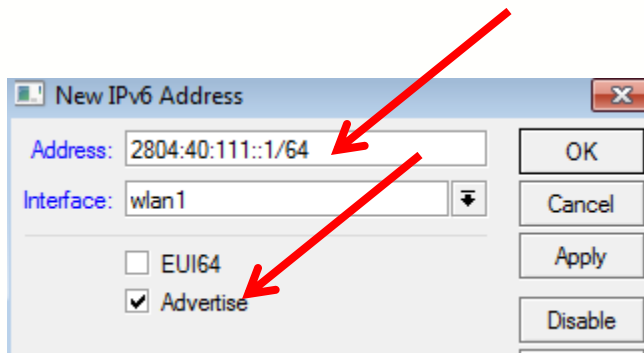 New IPv6 Address
Address: 2804:40:111::1/64
OK
Interface: wlan1
Cancel
EUI64
Apply
Advertise
Disable